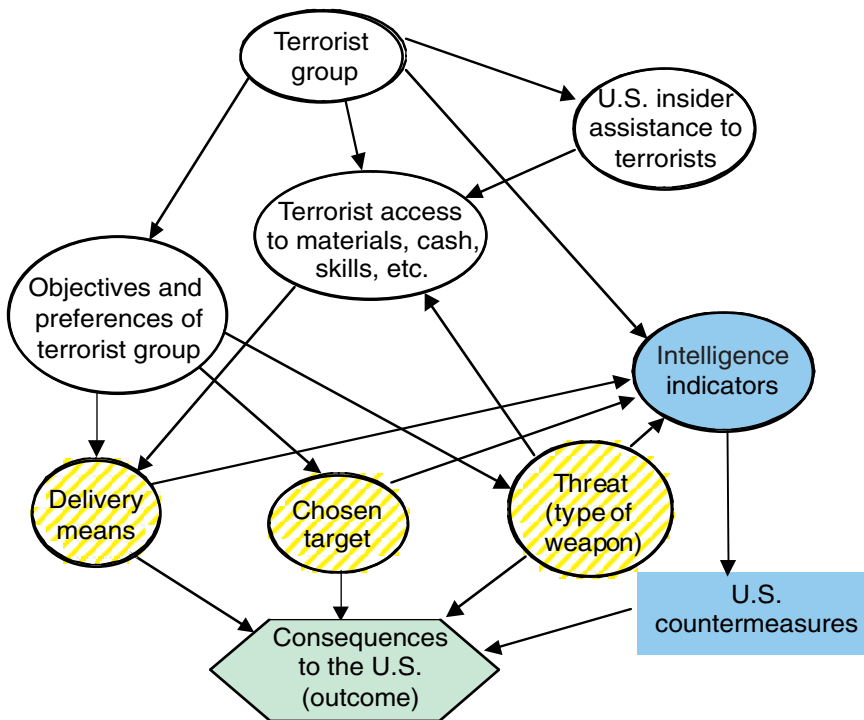 Terrorist
group
U.S. insider
assistance to
terrorists
Terrorist access
to materials, cash,
skills, etc.
Objectives and
preferences of
terrorist group
Intelligence
indicators
Delivery
means
Chosen
target
Threat
(type of
weapon)
U.S.
countermeasures
Consequences
to the U.S.
(outcome)